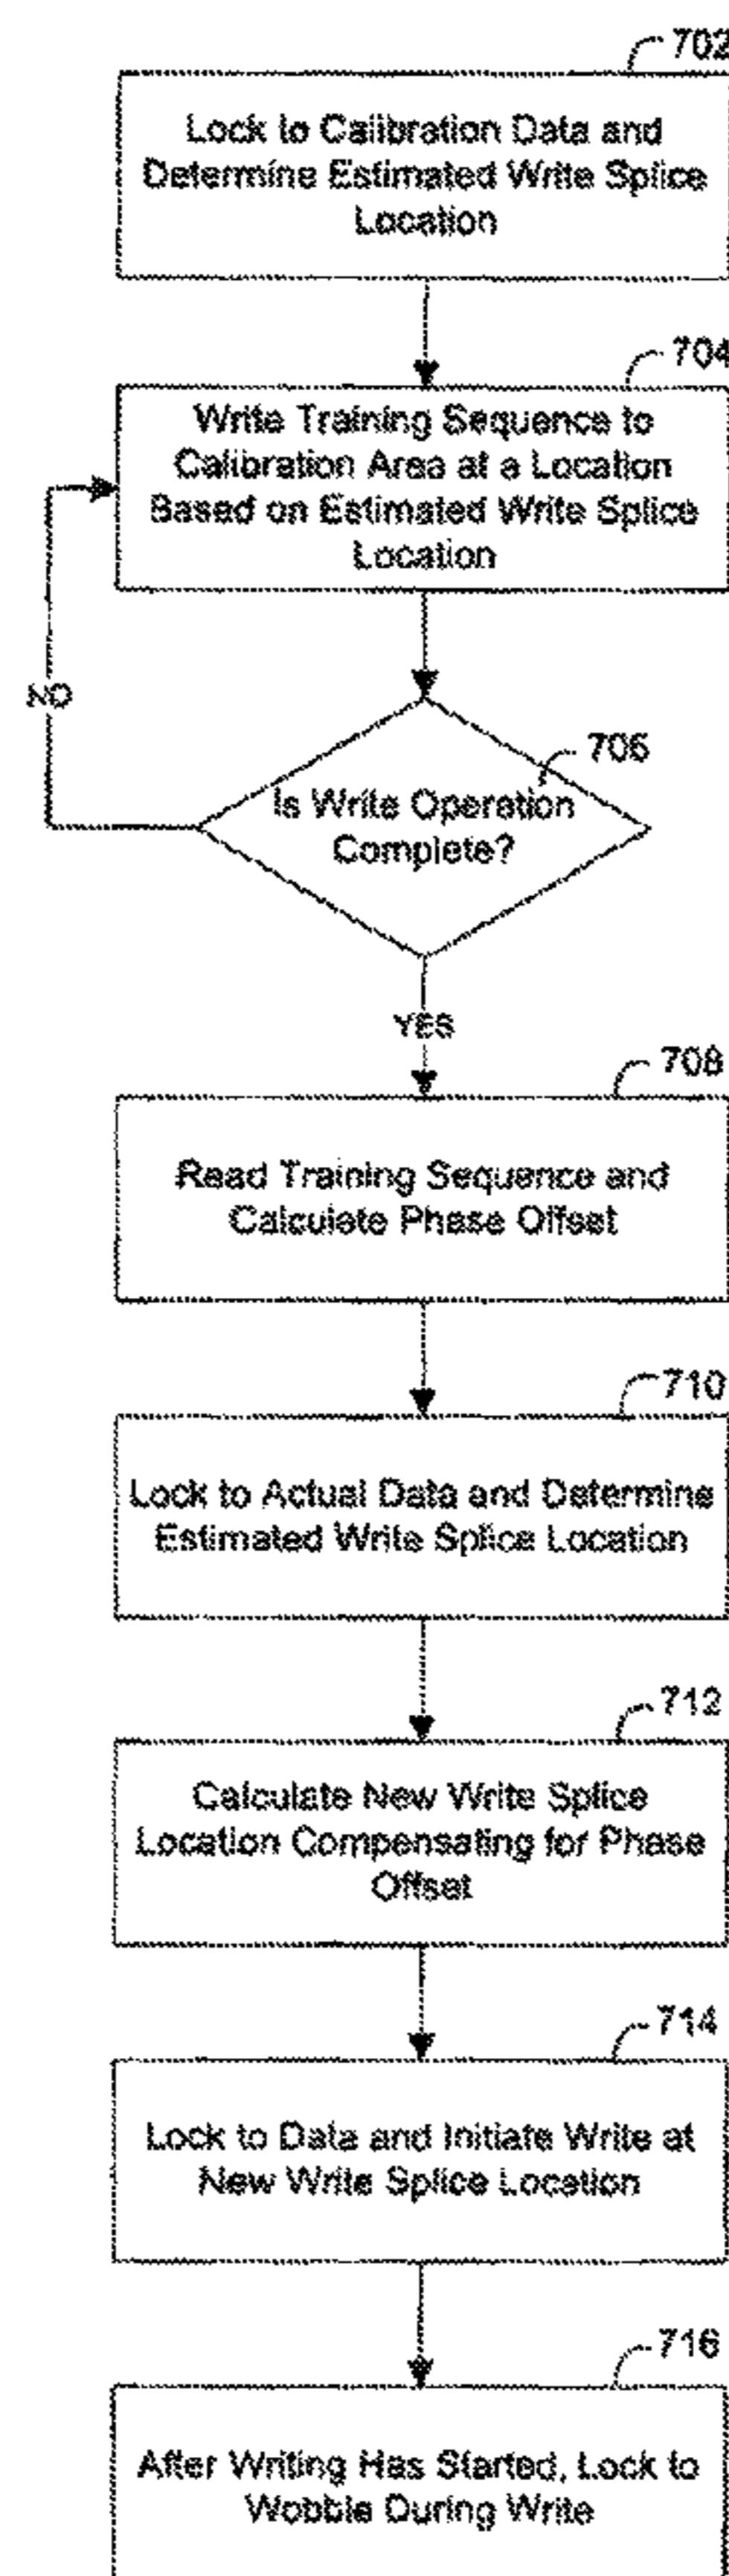 702
Lock to Calibration Data and
Determine Estimated Write Splice
Location
704
Write Training Sequence to
Calibration Area at a Location
Based on Estimated Write Splice
Location
NO
706
Is Write Operation
Complete?
YES
708
Read Training Sequence and
Calculate Phase Offset
710
Lock to Actual Data and Determine
Estimated Write Splice Location
712
Calculate New Write Splice
Location Compensating for Phase
Offset
714
Lock to Data and Initiate Write at
New Write Splice Location
716
After Writing Has Started, Lock to
Wobble During Write